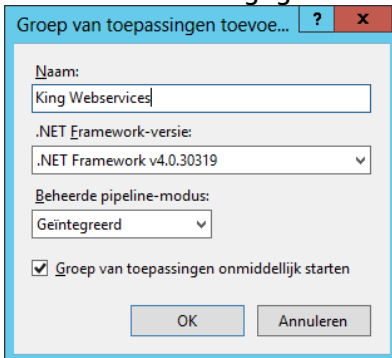 Groep van toepassingen toevoe... ? x
Naam:
King Webservices
.NET Framework-versie:
.NET Framework v4.0.30319
Beheerde pipeline-modus:
Geïntegreerd
Groep van toepassingen onmiddellijk starten
OK Annuleren